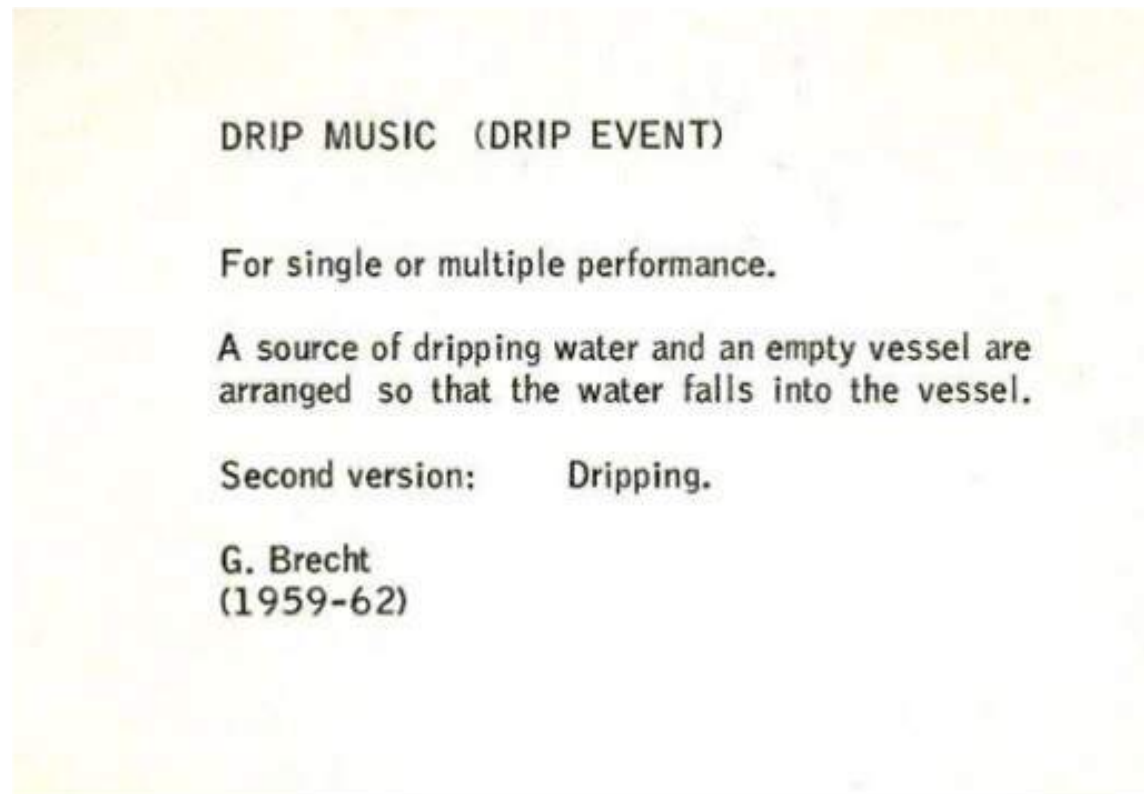 DRIP MUSIC (DRIP EVENT)
For single or multiple performance.
A source of dripping water and an empty vessel are
arranged so that the water falls into the vessel.
Second version: Dripping.
G. Brecht
(1959-62)